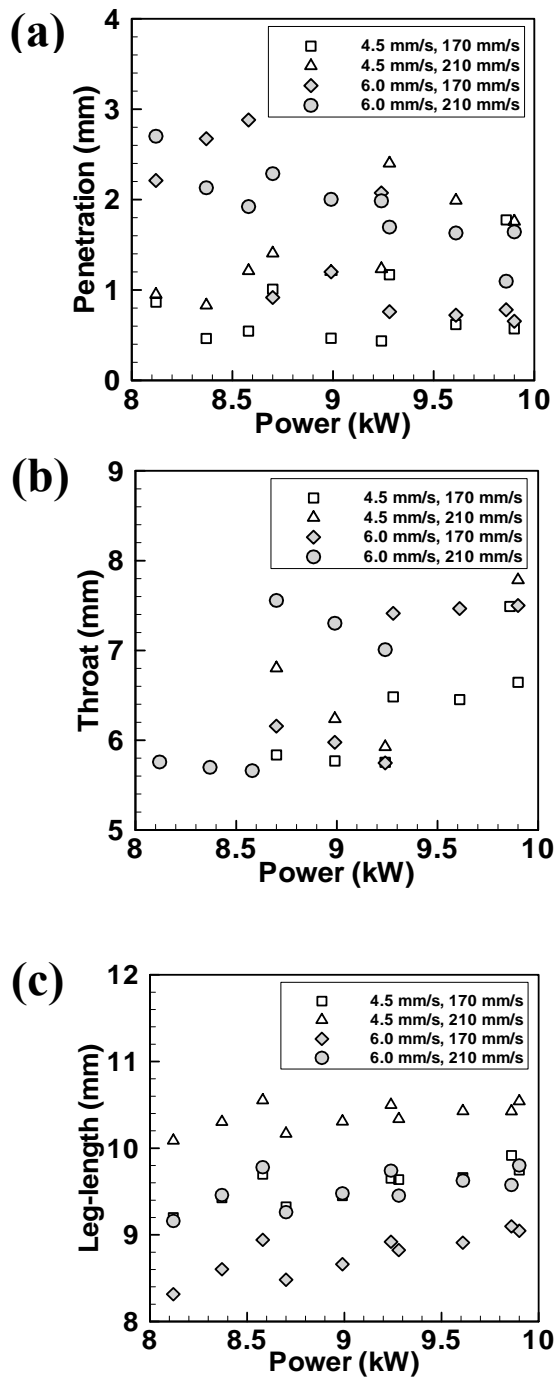 (a)
4
3
2
1
0
Penetration (mm)
4.5 mm/s, 170 mm/s
4.5 mm/s, 210 mm/s
6.0 mm/s, 170 mm/s
6.0 mm/s, 210 mm/s
8 8.5 9 9.5 10
Power (kW)
(b)
9
8
7
6
5
Throat (mm)
4.5 mm/s, 170 mm/s
4.5 mm/s, 210 mm/s
6.0 mm/s, 170 mm/s
6.0 mm/s, 210 mm/s
8 8.5 9 9.5 10
Power (kW)
(c)
12
11
10
9
8
Leg-length (mm)
4.5 mm/s, 170 mm/s
4.5 mm/s, 210 mm/s
6.0 mm/s, 170 mm/s
6.0 mm/s, 210 mm/s
8 8.5 9 9.5 10
Power (kW)